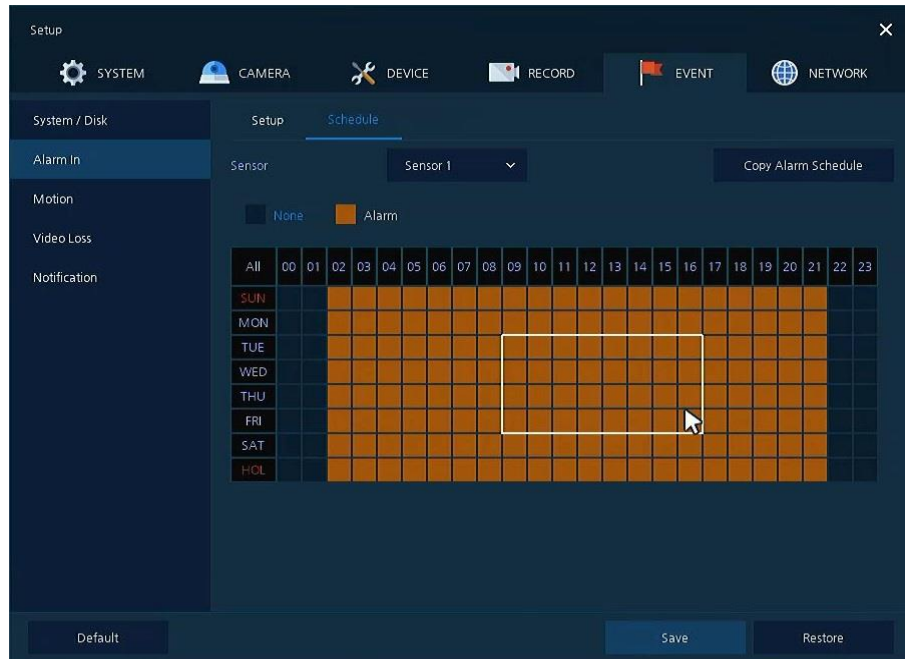 Setup
SYSTEM CAMERA DEVICE RECORD EVENT NETWORK
System / Disk
Alarm In
Motion
Video Loss
Notification
Setup Schedule
Sensor Sensor 1 Copy Alarm Schedule
None Alarm
All 00 01 02 03 04 05 06 07 08 09 10 11 12 13 14 15 16 17 18 19 20 21 22 23
SUN
MON
TUE
WED
THU
FRI
SAT
HOL
Default Save Restore